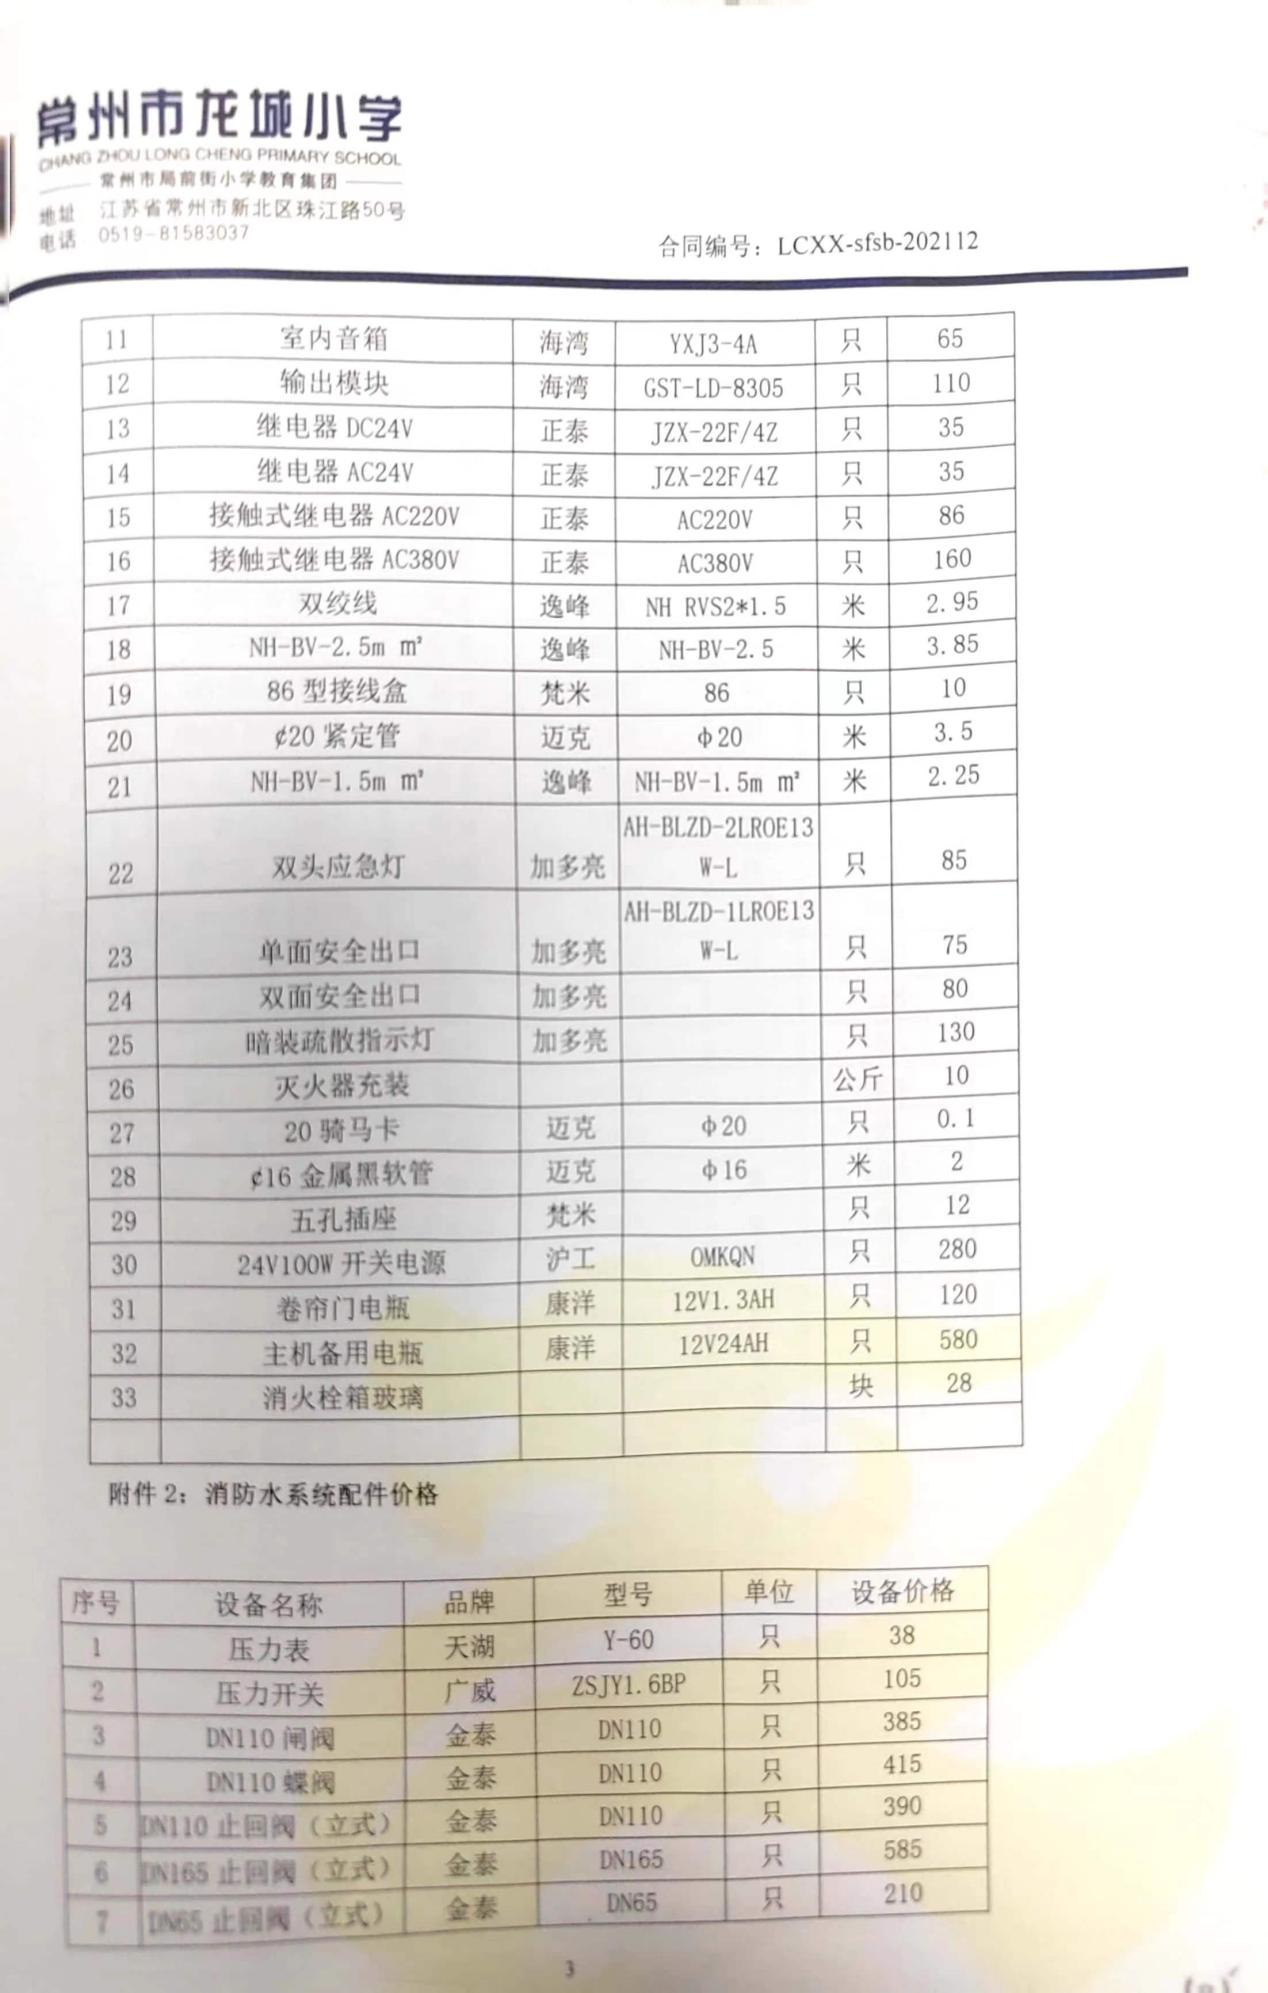 常州市龙城小学
CHANG ZHOU LONG CHENG PRIMARY SCHOOL
常州市局前街小学教育集团
地址 江苏省常州市新北区珠江路50号
电话 0519-81583037
合同编号：LCXX-sfsb-202112
11 室内音箱 海湾 YXJ3-4A 只 65
12 输出模块 海湾 GST-LD-8305 只 110
13 继电器 DC24V 正泰 JZX-22F/4Z 只 35
14 继电器 AC24V 正泰 JZX-22F/4Z 只 35
15 接触式继电器 AC220V 正泰 AC220V 只 86
16 接触式继电器 AC380V 正泰 AC380V 只 160
17 双绞线 逸峰 NH RVS2*1.5 米 2.95
18 NH-BV-2.5m m² 逸峰 NH-BV-2.5 米 3.85
19 86 型接线盒 梵米 86 只 10
20 ¢20 紧定管 迈克 φ20 米 3.5
21 NH-BV-1.5m m² 逸峰 NH-BV-1.5m m² 米 2.25
AH-BLZD-2LROE13
22 双头应急灯 加多亮 W-L 只 85
AH-BLZD-1LROE13
23 单面安全出口 加多亮 W-L 只 75
24 双面安全出口 加多亮 只 80
25 暗装疏散指示灯 加多亮 只 130
26 灭火器充装 公斤 10
27 20 骑马卡 迈克 φ20 只 0.1
28 ¢16 金属黑软管 迈克 φ16 米 2
29 五孔插座 梵米 只 12
30 24V100W 开关电源 沪工 OMKQN 只 280
31 卷帘门电瓶 康洋 12V1.3AH 只 120
32 主机备用电瓶 康洋 12V24AH 只 580
33 消火栓箱玻璃 块 28
附件 2：消防水系统配件价格
序号 设备名称 品牌 型号 单位 设备价格
1 压力表 天湖 Y-60 只 38
2 压力开关 广威 ZSJY1.6BP 只 105
3 DN110 闸阀 金泰 DN110 只 385
4 DN110 蝶阀 金泰 DN110 只 415
5 DN110 止回阀（立式） 金泰 DN110 只 390
6 DN165 止回阀（立式） 金泰 DN165 只 585
7 DN65 止回阀（立式） 金泰 DN65 只 210
3